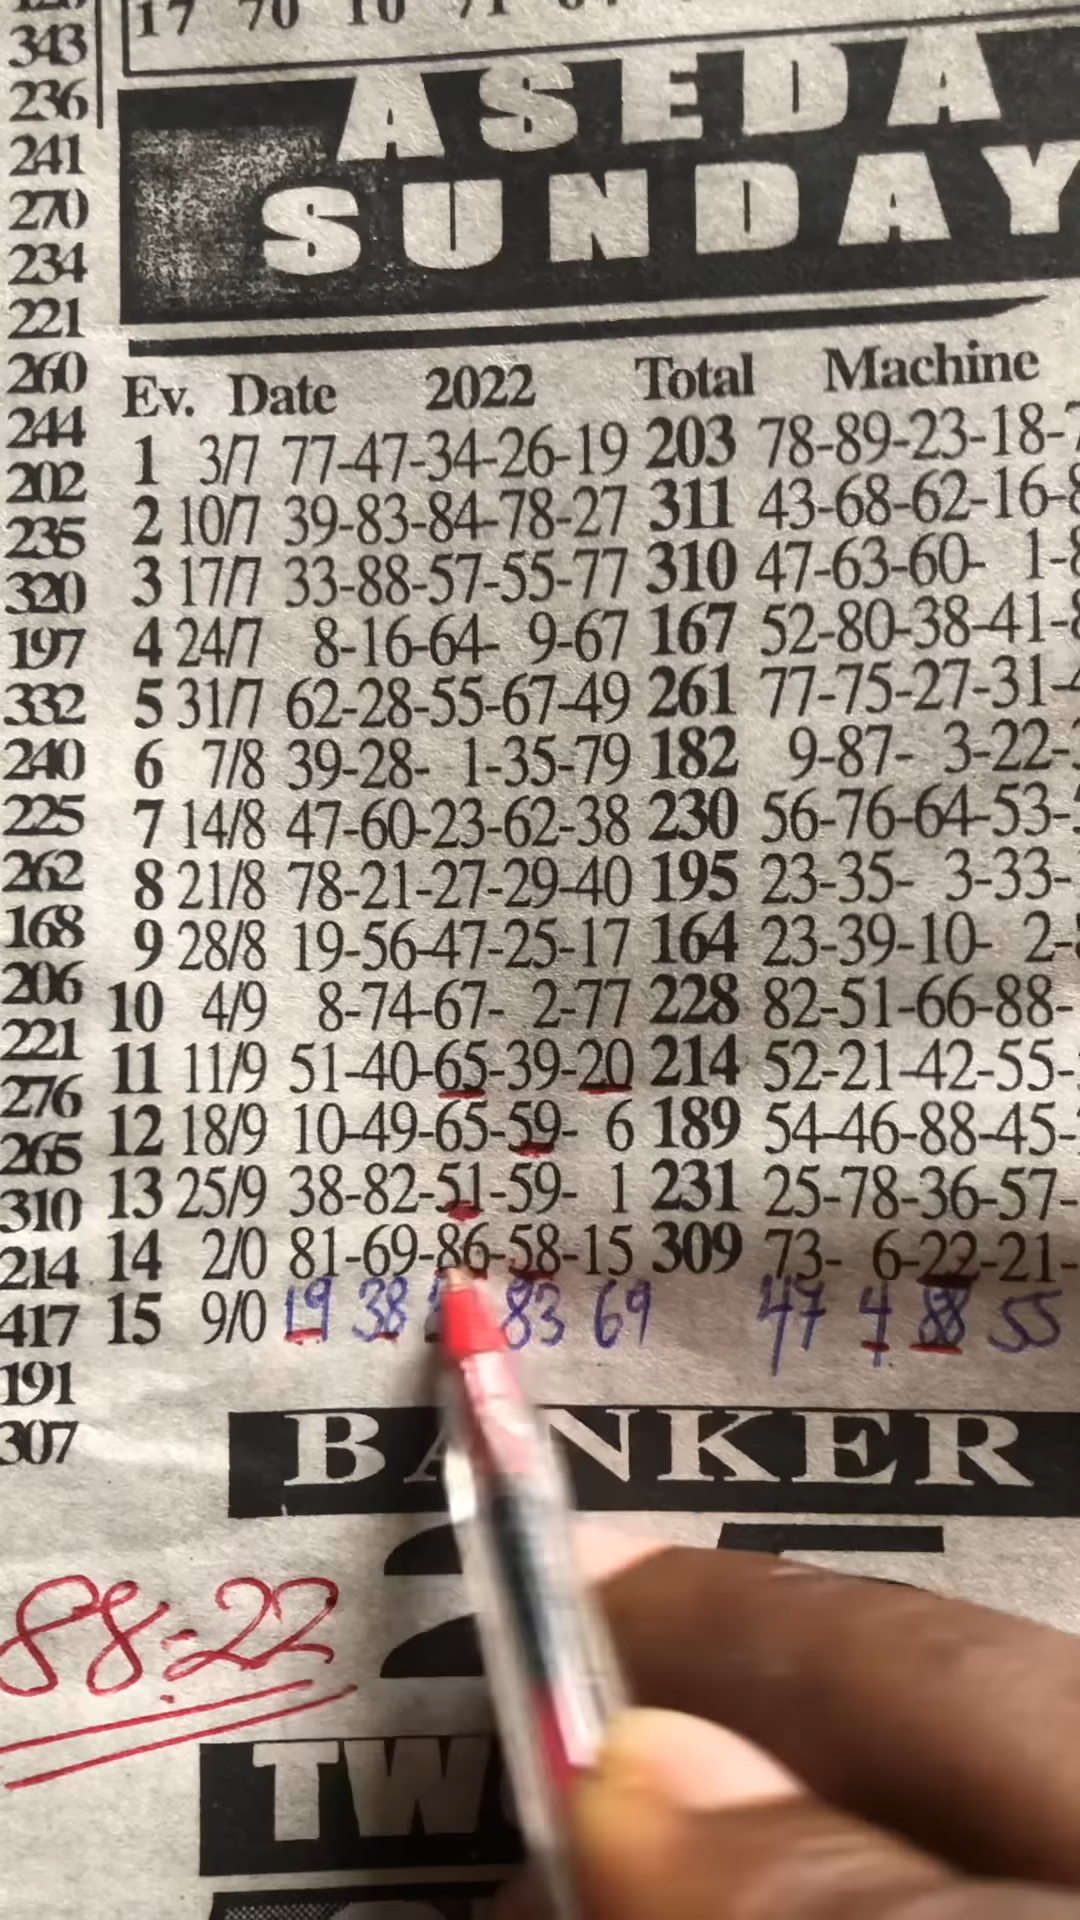 343
236
241
270
234
221
260
244
202
235
320
197
332
240
225
262
168
206
221
276
265
310
214
417
191
307
17 70 10 71
ASEDA
SUNDAY
Ev. Date 2022 Total Machine
1 3/7 77-47-34-26-19 203 78-89-23-18-
2 10/7 39-83-84-78-27 311 43-68-62-16-
3 17/7 33-88-57-55-77 310 47-63-60- 1-
4 24/7 8-16-64- 9-67 167 52-80-38-41-
5 31/7 62-28-55-67-49 261 77-75-27-31-
6 7/8 39-28- 1-35-79 182 9-87- 3-22-
7 14/8 47-60-23-62-38 230 56-76-64-53-
8 21/8 78-21-27-29-40 195 23-35- 3-33-
9 28/8 19-56-47-25-17 164 23-39-10- 2-
10 4/9 8-74-67- 2-77 228 82-51-66-88-
11 11/9 51-40-65-39-20 214 52-21-42-55-
12 18/9 10-49-65-59- 6 189 54-46-88-45-
13 25/9 38-82-51-59- 1 231 25-78-36-57-
14 2/0 81-69-86-58-15 309 73- 6-22-21-
15 9/0 19 38 83 69 47 4 88 55
BANKER
88=22
TW